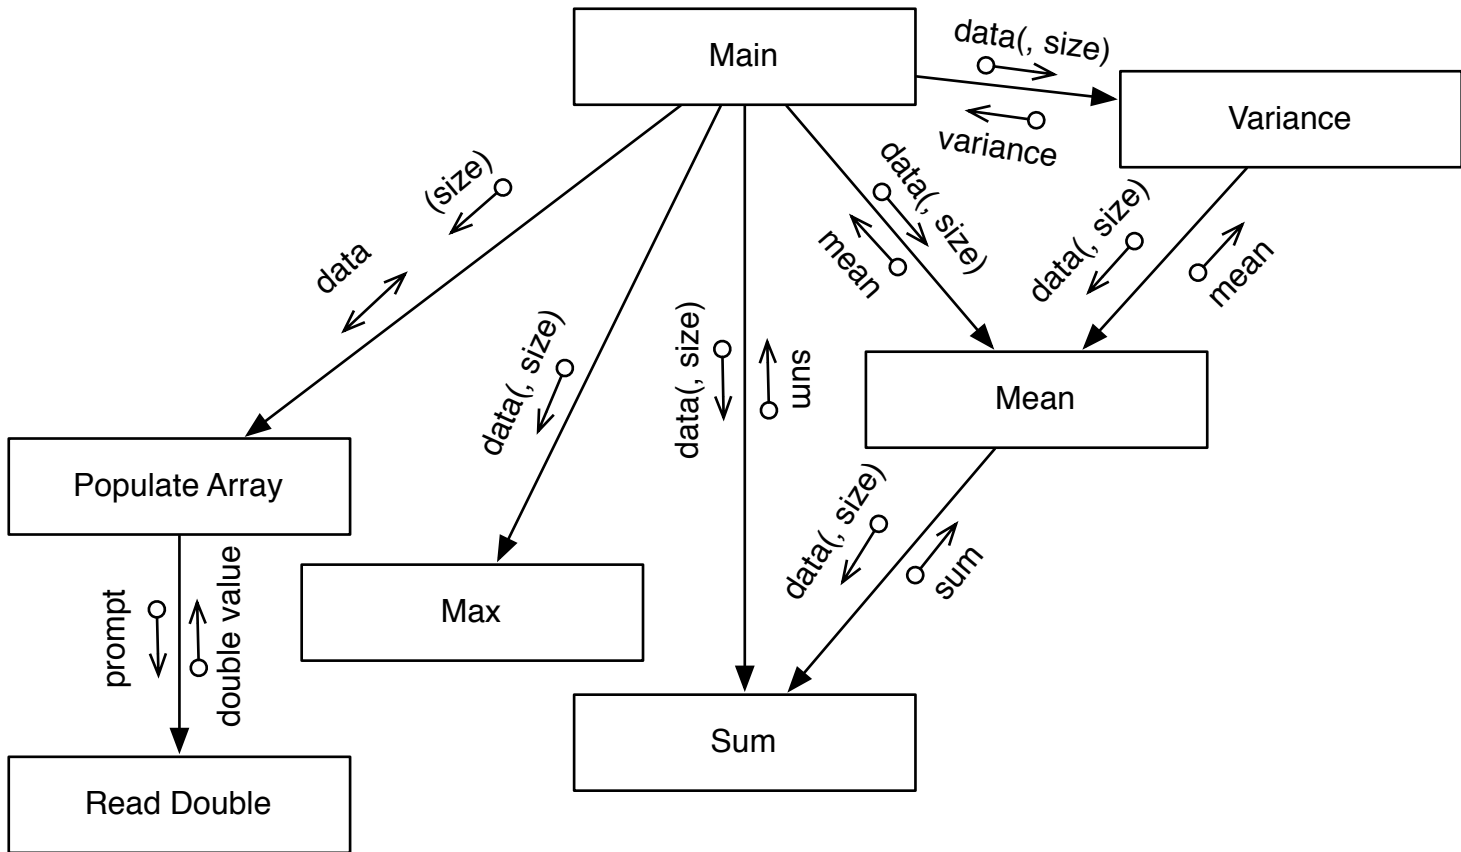 Main
data(, size)
variance
Variance
(size)
data
data(, size)
mean
data(, size)
mean
data(, size)
data(, size)
sum
Mean
Populate Array
data(, size)
sum
prompt
double value
Max
Sum
Read Double